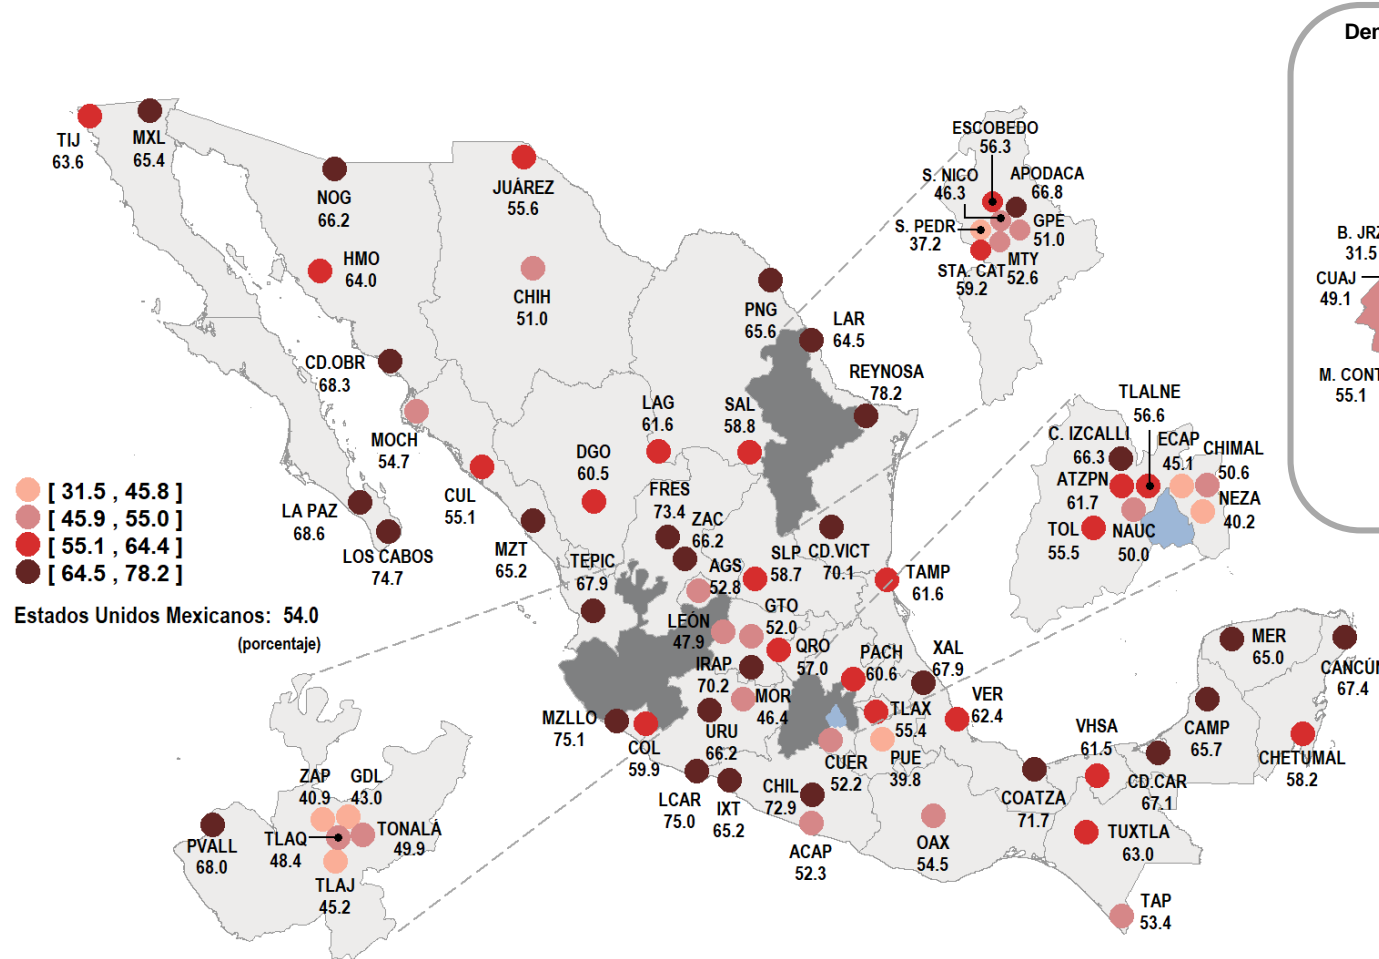 Den
ESCOBEDO
56.3
S. NICO
46.3
APODACA
66.8
S. PEDR
37.2
GPE
51.0
MTY
52.6
STA. CAT
59.2
TIJ
63.6
MXL
65.4
NOG
66.2
JUÁREZ
55.6
HMO
64.0
CHIH
51.0
B. JRZ
31.5
CUAJ
49.1
M. CONT
55.1
PNG
65.6
LAR
64.5
CD.OBR
68.3
REYNOSA
78.2
MOCH
54.7
LAG
61.6
SAL
58.8
TLALNE
56.6
C. IZCALLI
66.3
ECAP
45.1
CHIMAL
50.6
ATZPN
61.7
NEZA
40.2
TOL
55.5
NAUC
50.0
DGO
60.5
CUL
55.1
FRES
73.4
ZAC
66.2
LA PAZ
68.6
LOS CABOS
74.7
MZT
65.2
TEPIC
67.9
AGS
52.8
SLP
58.7
CD.VICT
70.1
TAMP
61.6
[ 31.5 , 45.8 ]
[ 45.9 , 55.0 ]
[ 55.1 , 64.4 ]
[ 64.5 , 78.2 ]
Estados Unidos Mexicanos: 54.0
(porcentaje)
LEÓN
47.9
GTO
52.0
QRO
57.0
PACH
60.6
XAL
67.9
IRAP
70.2
MOR
46.4
TLAX
55.4
VER
62.4
MER
65.0
CANCÚN
67.4
MZLLO
75.1
COL
59.9
URU
66.2
CUER
52.2
PUE
39.8
VHSA
61.5
CAMP
65.7
CHETUMAL
58.2
CD.CAR
67.1
LCAR
75.0
IXT
65.2
CHIL
72.9
ACAP
52.3
OAX
54.5
COATZA
71.7
TUXTLA
63.0
TAP
53.4
ZAP
40.9
GDL
43.0
TLAQ
48.4
TONALÁ
49.9
PVALL
68.0
TLAJ
45.2